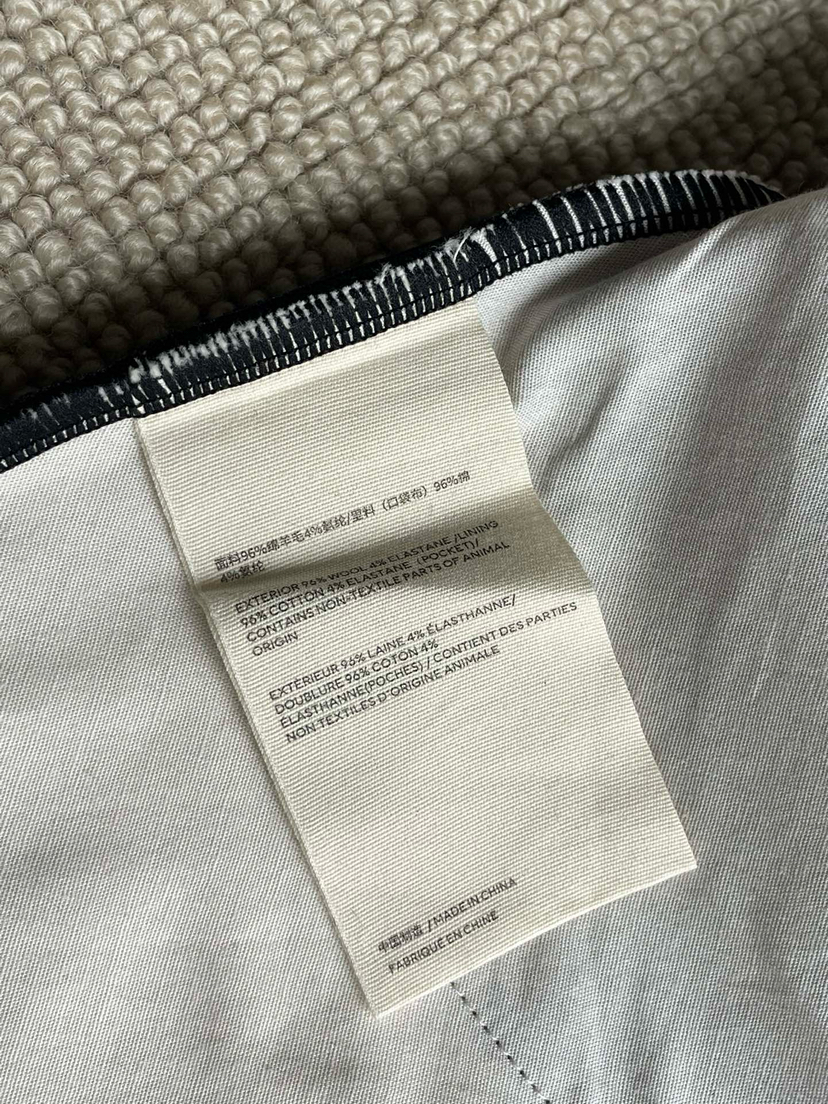 面料96%绵羊毛4%氨纶/里料（口袋布）96%棉
4%氨纶
EXTERIOR 96% WOOL 4% ELASTANE /LINING
96% COTTON 4% ELASTANE (POCKET)/
CONTAINS NON-TEXTILE PARTS OF ANIMAL
ORIGIN
EXTÉRIEUR 96% LAINE 4% ÉLASTHANNE/
DOUBLURE 96% COTON 4%
ÉLASTHANNE(POCHES) / CONTIENT DES PARTIES
NON TEXTILES D'ORIGINE ANIMALE
中国制造 / MADE IN CHINA
FABRIQUÉ EN CHINE